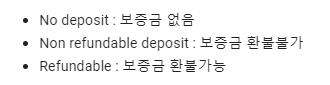 No deposit : 보증금 없음
Non refundable deposit : 보증금 환불불가
Refundable : 보증금 환불가능